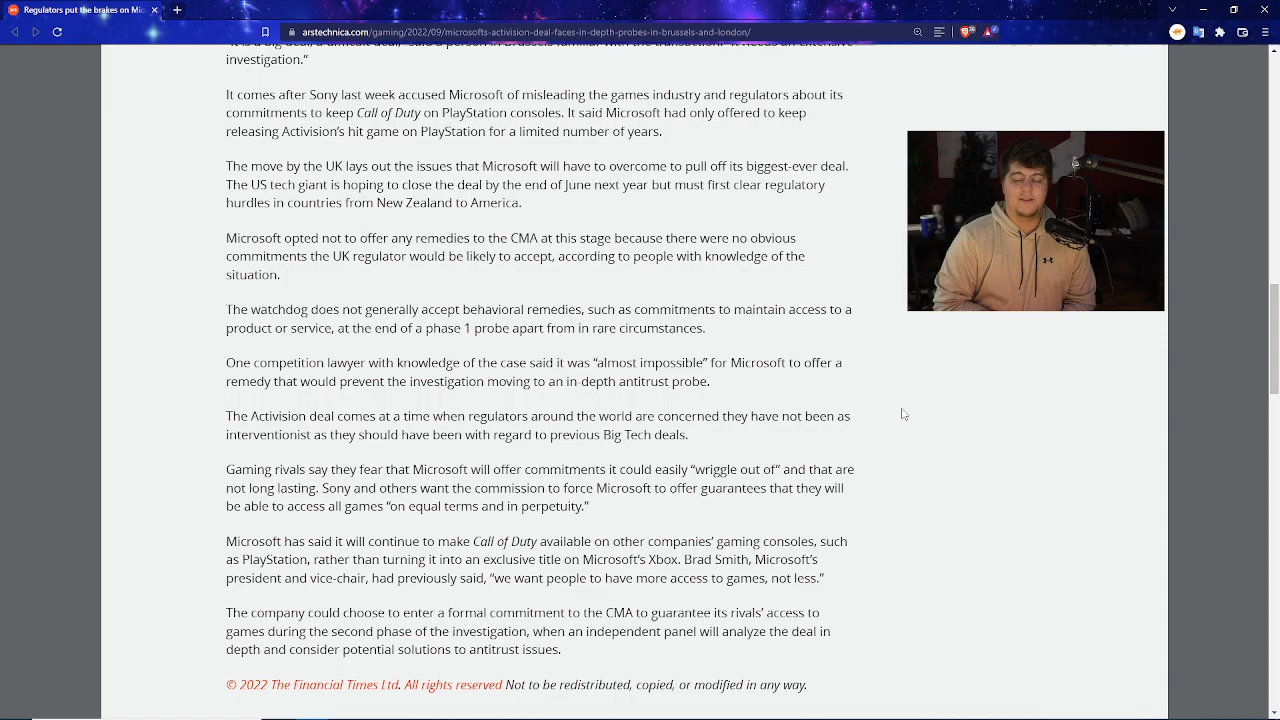 Regulators put the brakes on Mic
arstechnica.com/gaming/2022/09/microsofts-activision-deal-faces-in-depth-probes-in-brussels-and-london/
investigation.”
It comes after Sony last week accused Microsoft of misleading the games industry and regulators about its
commitments to keep Call of Duty on PlayStation consoles. It said Microsoft had only offered to keep
releasing Activision’s hit game on PlayStation for a limited number of years.
The move by the UK lays out the issues that Microsoft will have to overcome to pull off its biggest-ever deal.
The US tech giant is hoping to close the deal by the end of June next year but must first clear regulatory
hurdles in countries from New Zealand to America.
Microsoft opted not to offer any remedies to the CMA at this stage because there were no obvious
commitments the UK regulator would be likely to accept, according to people with knowledge of the
situation.
The watchdog does not generally accept behavioral remedies, such as commitments to maintain access to a
product or service, at the end of a phase 1 probe apart from in rare circumstances.
One competition lawyer with knowledge of the case said it was “almost impossible” for Microsoft to offer a
remedy that would prevent the investigation moving to an in-depth antitrust probe.
The Activision deal comes at a time when regulators around the world are concerned they have not been as
interventionist as they should have been with regard to previous Big Tech deals.
Gaming rivals say they fear that Microsoft will offer commitments it could easily “wriggle out of” and that are
not long lasting. Sony and others want the commission to force Microsoft to offer guarantees that they will
be able to access all games “on equal terms and in perpetuity.”
Microsoft has said it will continue to make Call of Duty available on other companies’ gaming consoles, such
as PlayStation, rather than turning it into an exclusive title on Microsoft’s Xbox. Brad Smith, Microsoft’s
president and vice-chair, had previously said, “we want people to have more access to games, not less.”
The company could choose to enter a formal commitment to the CMA to guarantee its rivals’ access to
games during the second phase of the investigation, when an independent panel will analyze the deal in
depth and consider potential solutions to antitrust issues.
© 2022 The Financial Times Ltd. All rights reserved Not to be redistributed, copied, or modified in any way.